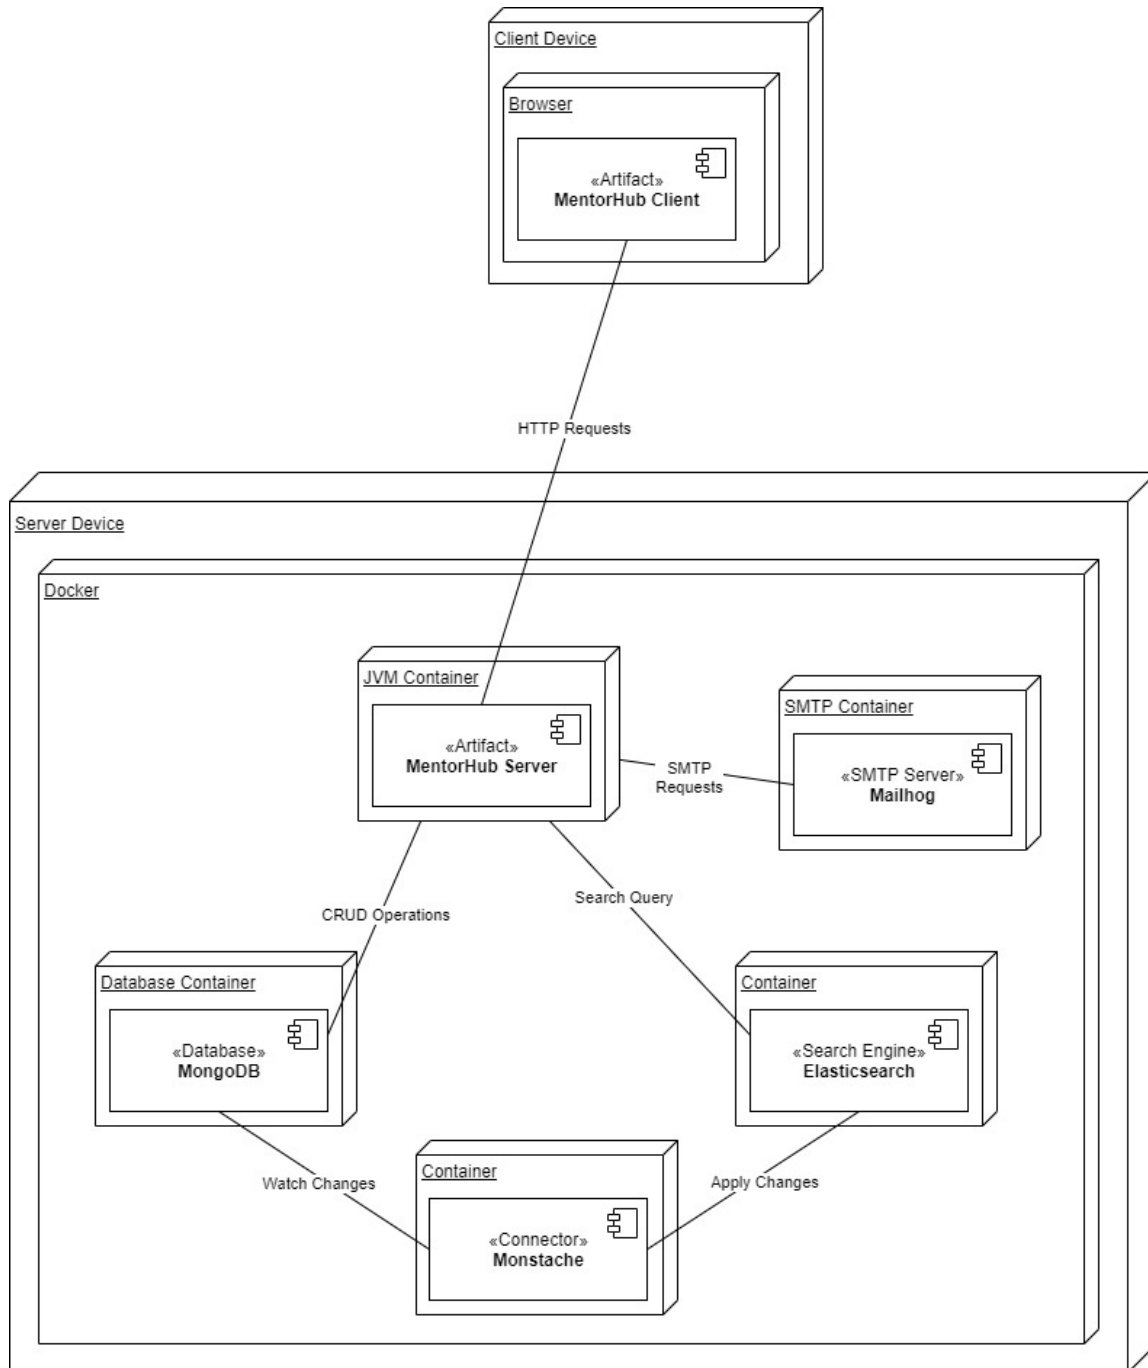 Client Device
Browser
«Artifact»
MentorHub Client
HTTP Requests
Server Device
Docker
JVM Container
«Artifact»
MentorHub Server
SMTP
Requests
SMTP Container
«SMTP Server»
Mailhog
CRUD Operations
Search Query
Database Container
«Database»
MongoDB
Container
«Search Engine»
Elasticsearch
Watch Changes
Container
«Connector»
Monstache
Apply Changes